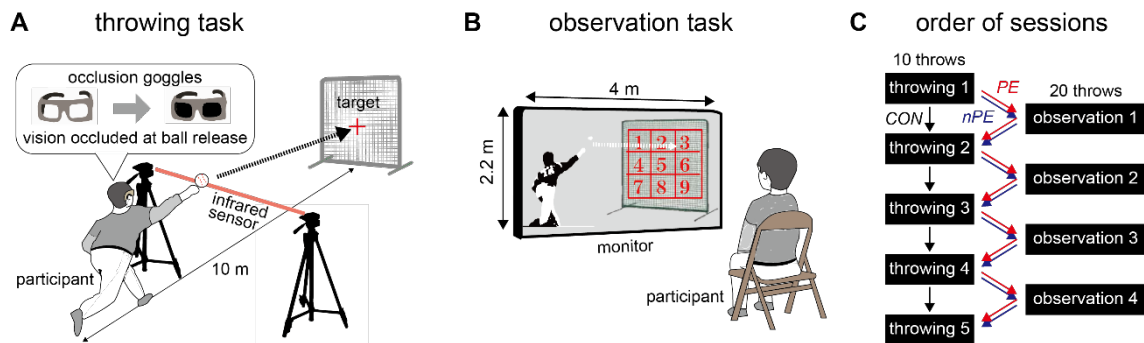 A throwing task
occlusion goggles
vision occluded at ball release
target
infrared
sensor
participant
10 m
B observation task
4 m
2.2 m
1 2 3
4 5 6
7 8 9
monitor
participant
C order of sessions
10 throws
throwing 1
PE
20 throws
CON
nPE
observation 1
throwing 2
observation 2
throwing 3
observation 3
throwing 4
observation 4
throwing 5